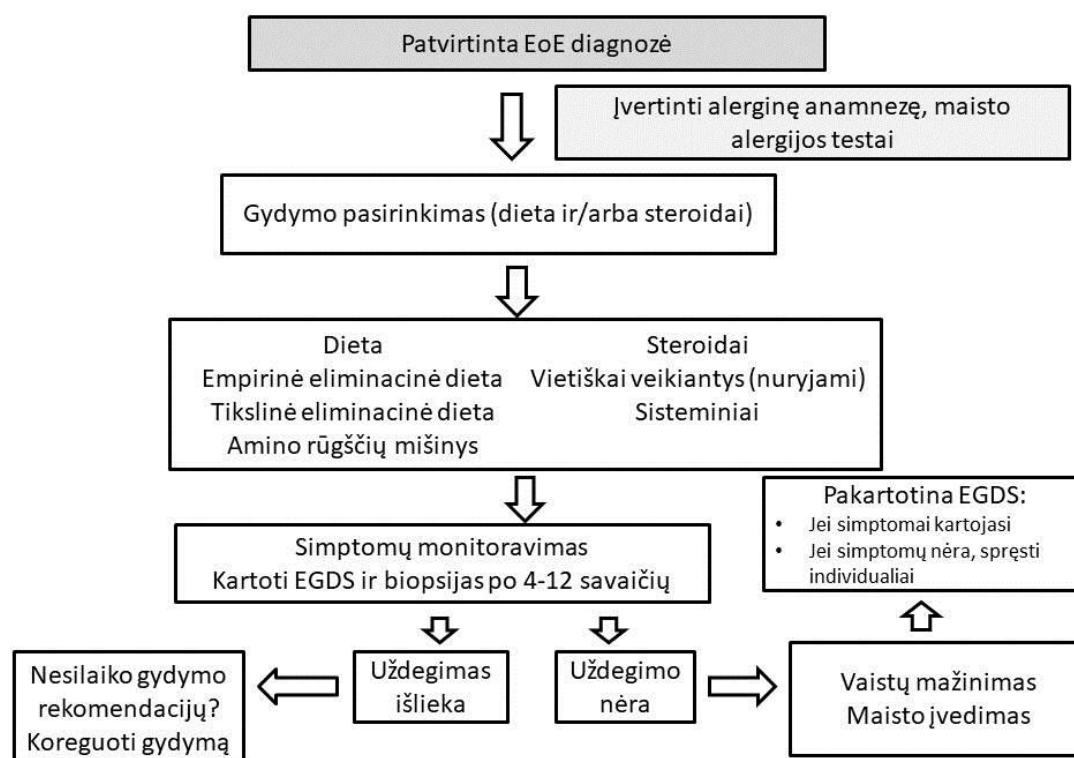 Patvirtinta EoE diagnozė
Įvertinti alerginę anamnezę, maisto
alergijos testai
Gydymo pasirinkimas (dieta ir/arba steroidai)
Dieta
Empirinė eliminacinė dieta
Tikslinė eliminacinė dieta
Amino rūgščių mišinys
Steroidai
Vietiškai veikiantys (nuryjami)
Sisteminiai
Simptomų monitoravimas
Kartoti EGDS ir biopsijas po 4-12 savaičių
Uždegimas
išlieka
Nesilaiko gydymo
rekomendacijų?
Koreguoti gydymą
Uždegimo
nėra
Vaistų mažinimas
Maisto įvedimas
Pakartotina EGDS:
• Jei simptomai kartojasi
• Jei simptomų nėra, spręsti
individualiai